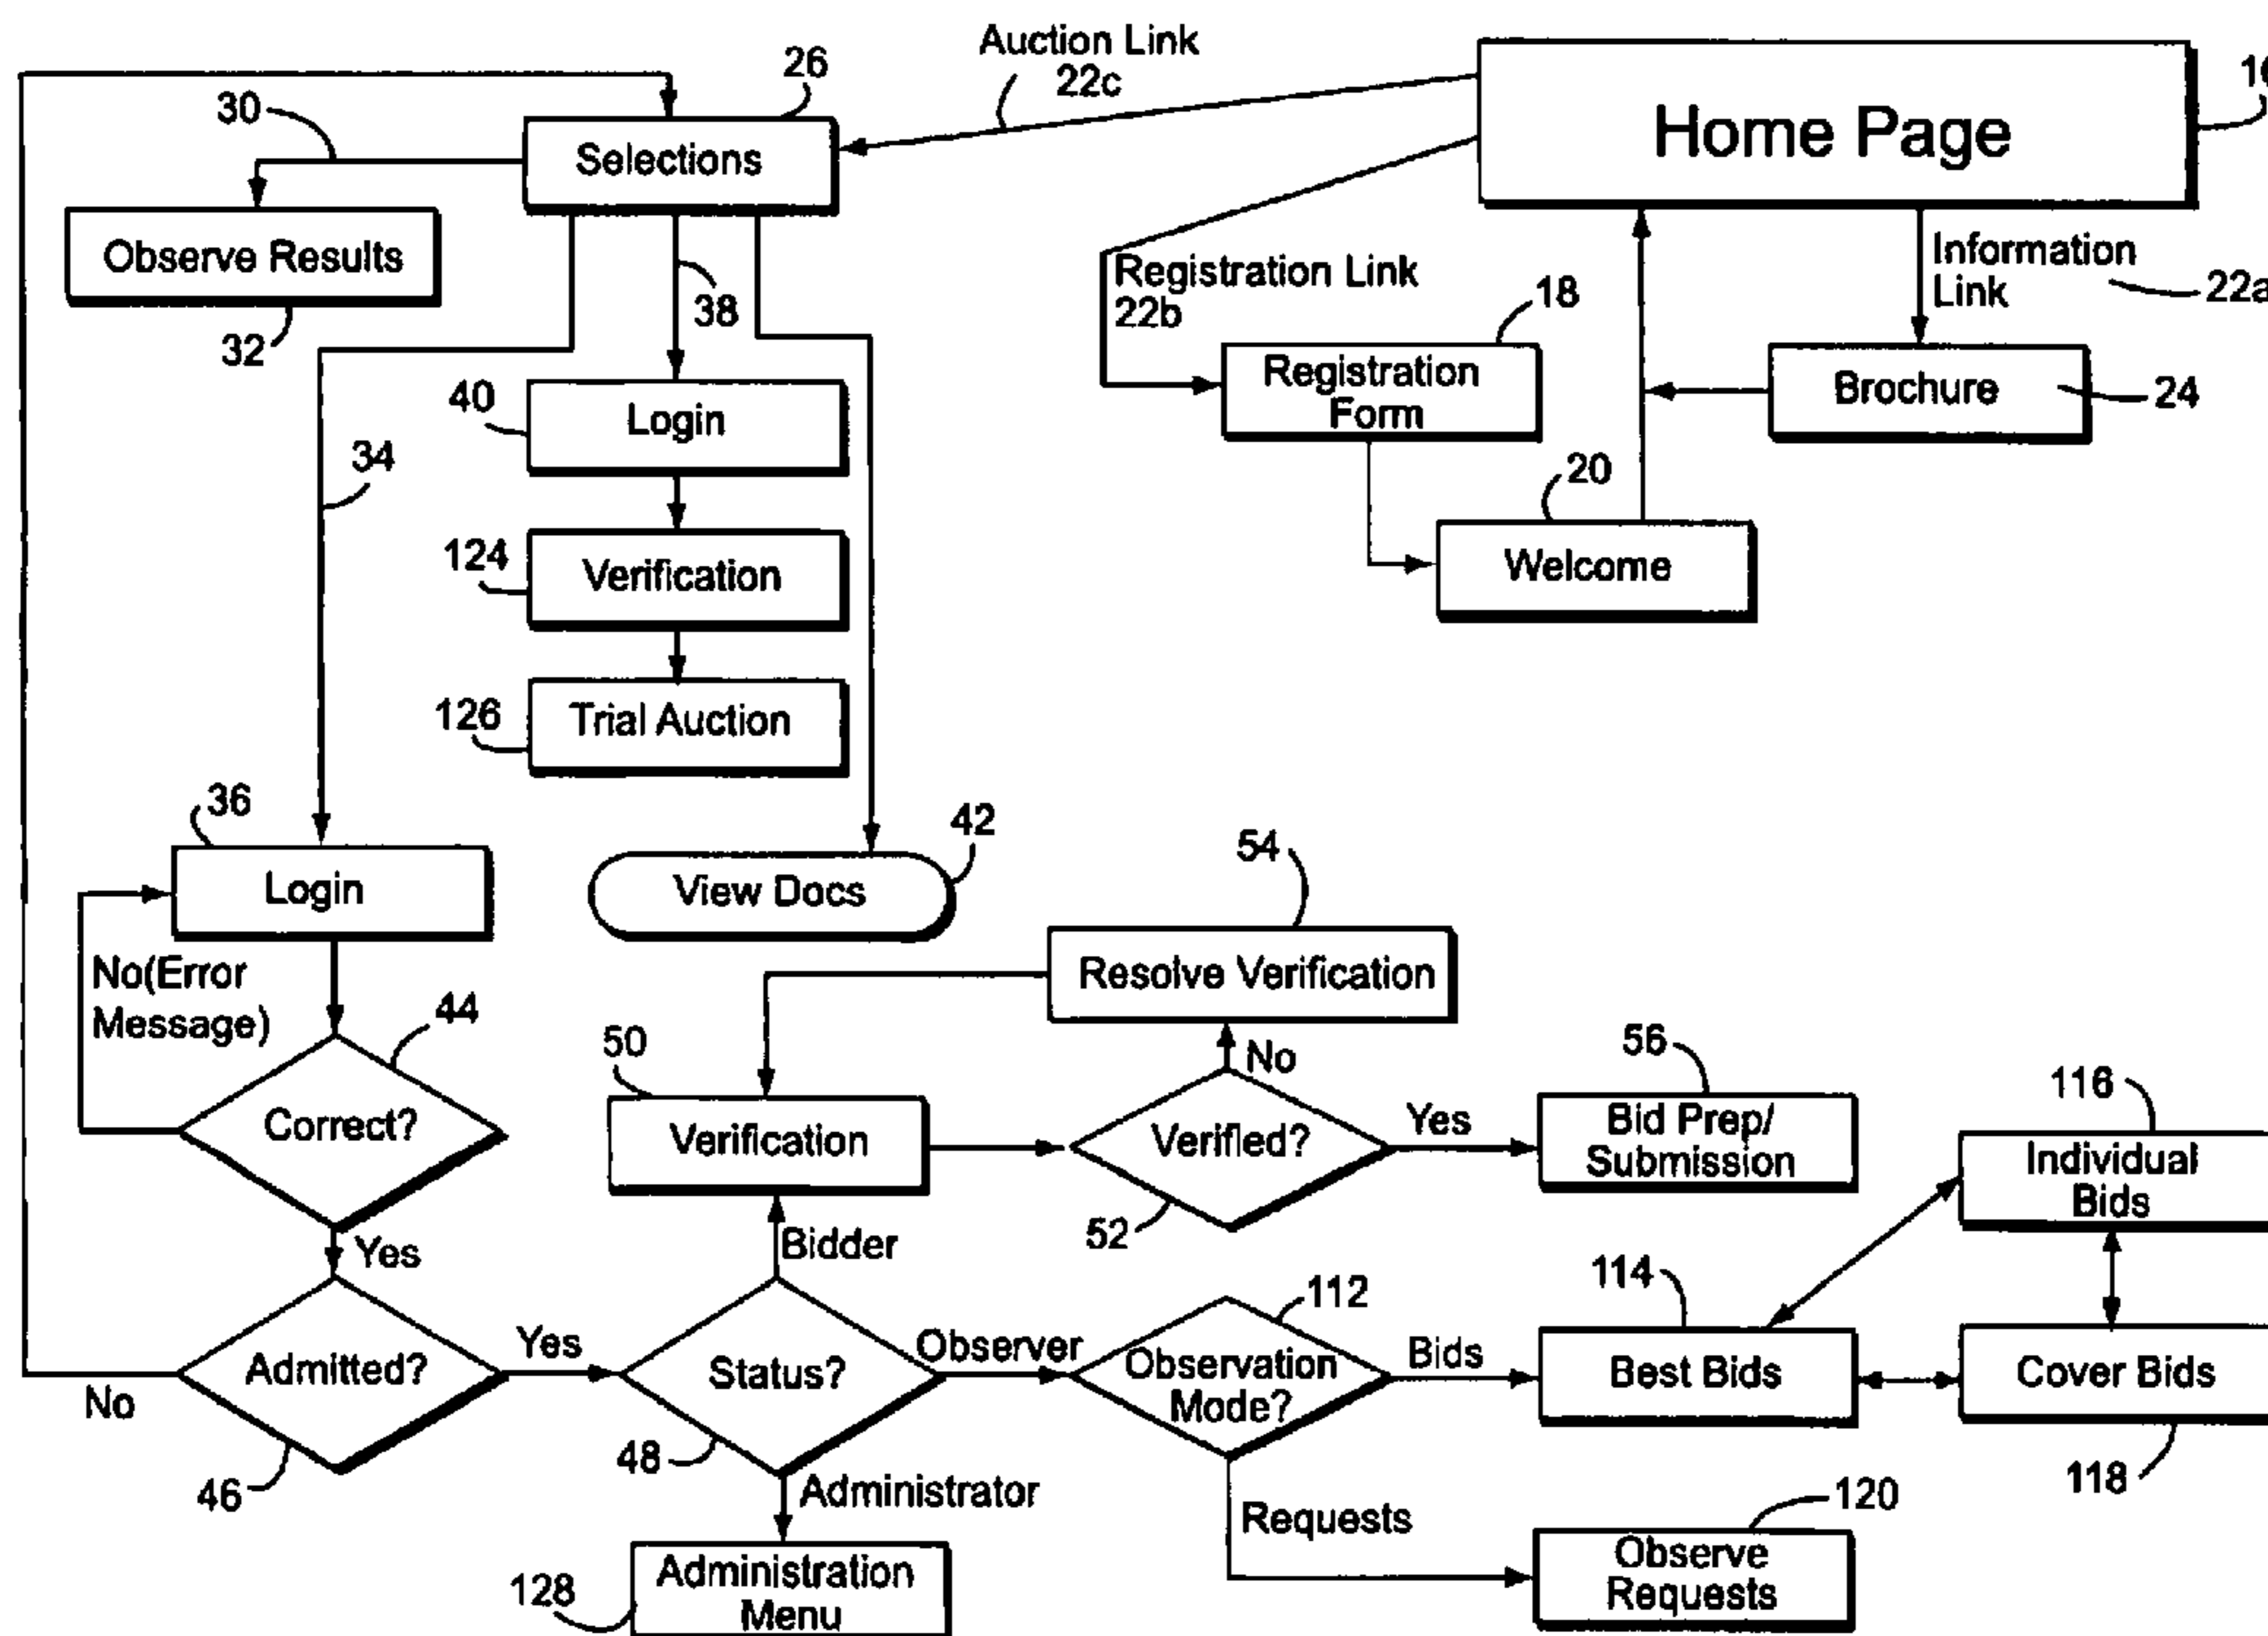 Auction Link
22c
26
30
Home Page
Selections
Observe Results
32
38
Registration Link
22b
Information
Link
22a
18
Registration
Form
Brochure
24
40
Login
34
20
Welcome
124
Verification
126
Trial Auction
36
Login
42
View Docs
54
Resolve Verification
No(Error
Message)
44
Correct?
50
Verification
No
Verified?
52
Yes
56
Bid Prep/
Submission
116
Individual
Bids
Yes
Bidder
Admitted?
No
46
Yes
Status?
48
Observer
112
Observation
Mode?
Bids
114
Best Bids
Cover Bids
118
Administrator
128
Administration
Menu
Requests
120
Observe
Requests